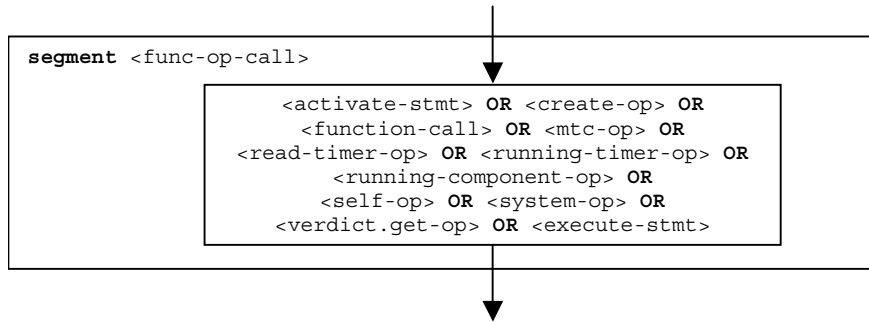 segment <func-op-call>
<activate-stmt> OR <create-op> OR
<function-call> OR <mtc-op> OR
<read-timer-op> OR <running-timer-op> OR
<running-component-op> OR
<self-op> OR <system-op> OR
<verdict.get-op> OR <execute-stmt>